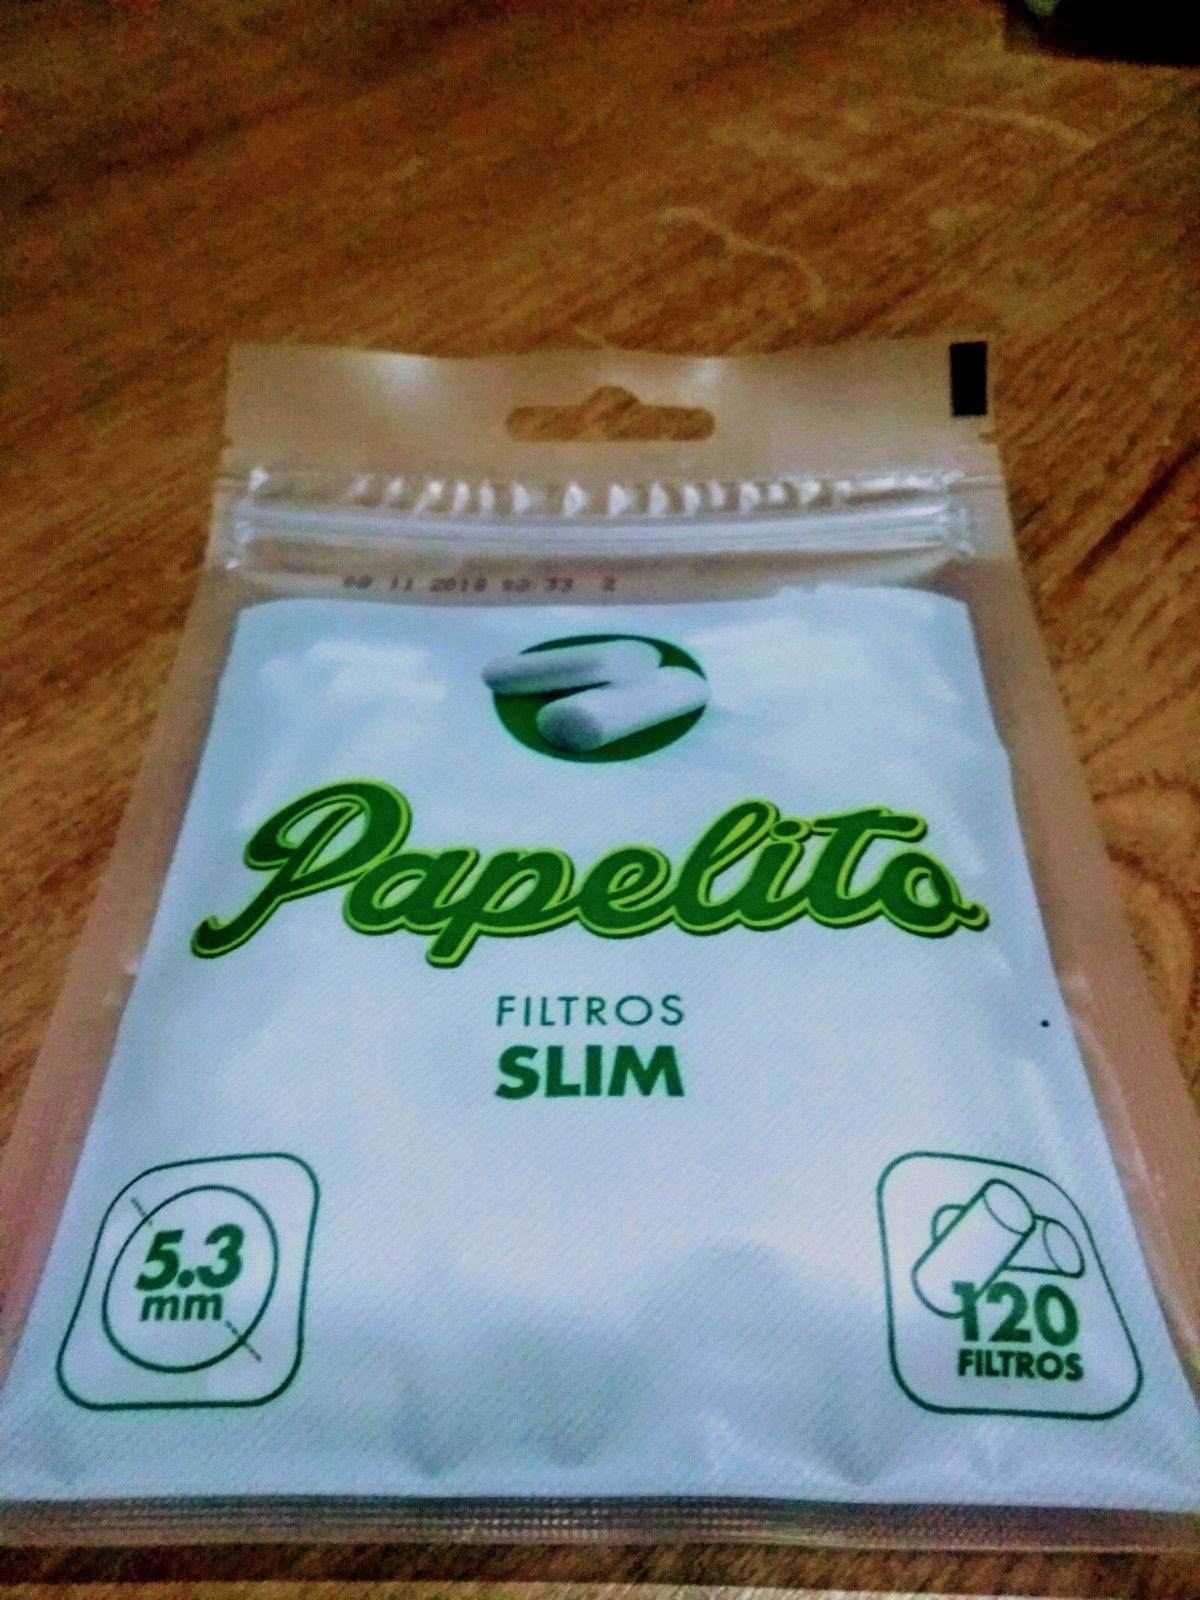 Papelito
FILTROS
SLIM
5.3
mm
120
FILTROS